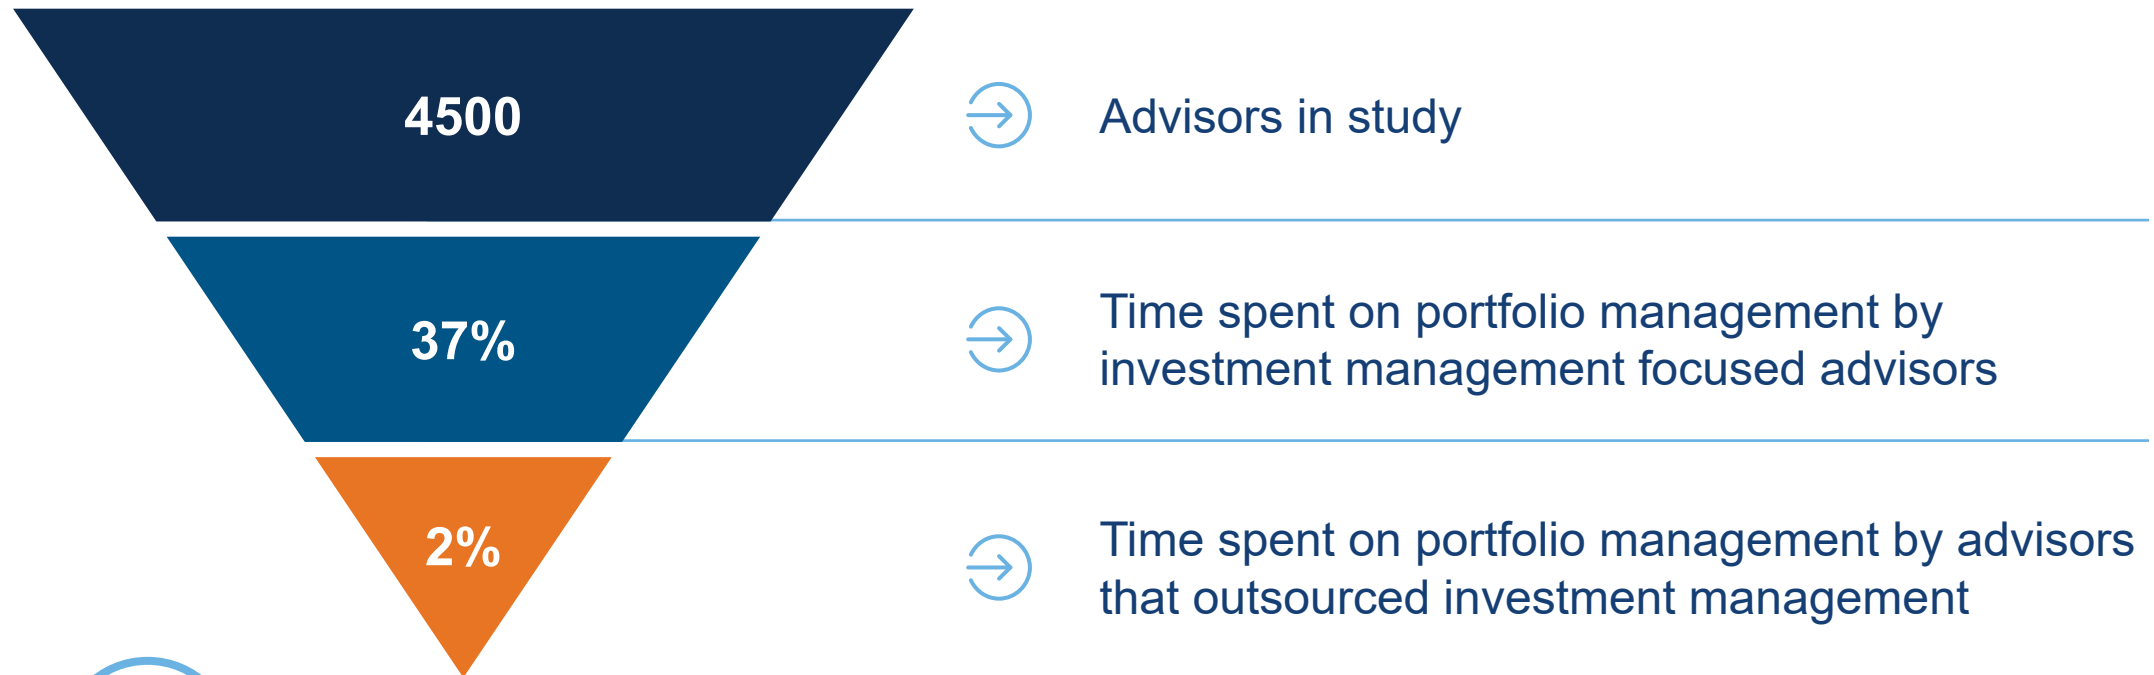 4500
Advisors in study
37%
Time spent on portfolio management by
investment management focused advisors
2%
Time spent on portfolio management by advisors
that outsourced investment management